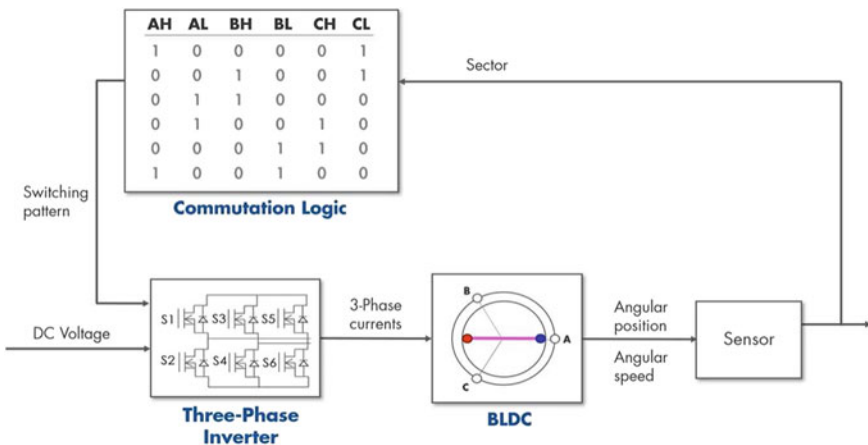 AH AL BH BL CH CL
1 0 0 0 0 1
0 0 1 0 0 1
0 1 1 0 0 0
0 1 0 0 1 0
0 0 0 1 1 0
1 0 0 1 0 0
Commutation Logic
Sector
Switching
pattern
DC Voltage
S1 S3 S5
S2 S4 S6
Three-Phase
Inverter
3-Phase
currents
B
A
C
BLDC
Angular
position
Angular
speed
Sensor